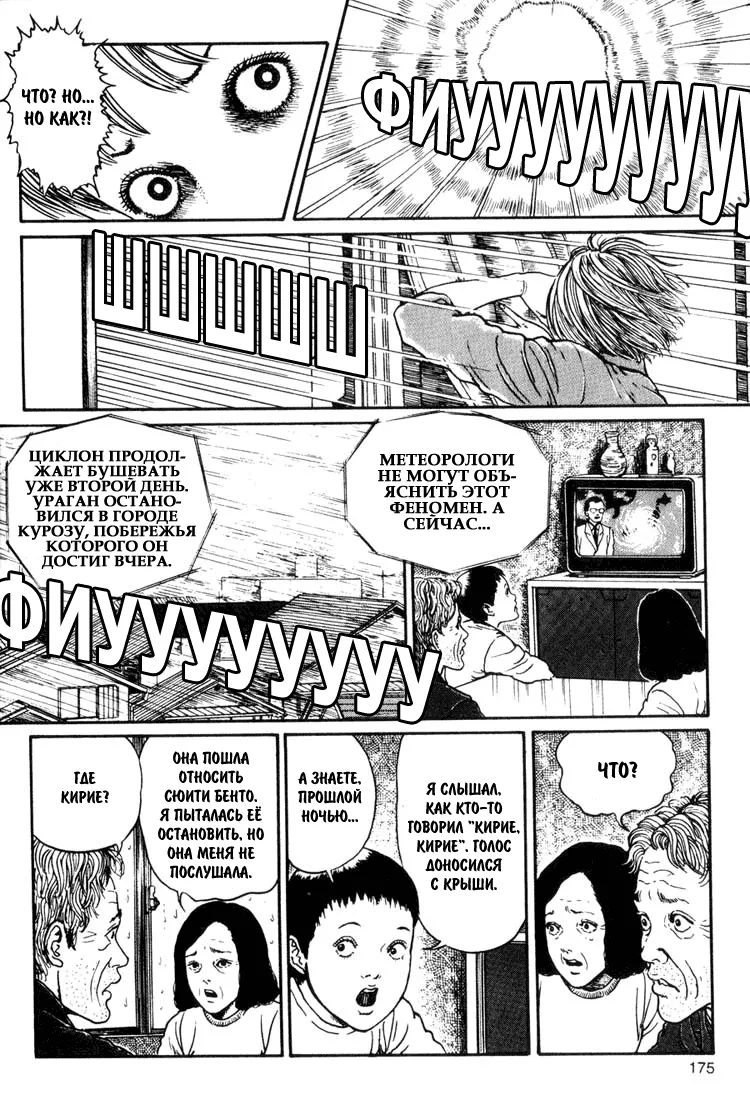 ЧТО? НО...
НО КАК?!
ФИУУУУУУУУУ
ШШШШШ
ЦИКЛОН ПРОДОЛ-
ЖАЕТ БУШЕВАТЬ
УЖЕ ВТОРОЙ ДЕНЬ.
УРАГАН ОСТАНО-
ВИЛСЯ В ГОРОДЕ
КУРОЗУ, ПОБЕРЕЖЬЯ
КОТОРОГО ОН
ДОСТИГ ВЧЕРА.
МЕТЕОРОЛОГИ
НЕ МОГУТ ОБЪ-
ЯСНИТЬ ЭТОТ
ФЕНОМЕН. А
СЕЙЧАС...
ФИУУУУУУУУУ
ГДЕ
КИРИЕ?
ОНА ПОШЛА
ОТНОСИТЬ
СЮИТИ БЕНТО.
Я ПЫТАЛАСЬ ЕЁ
ОСТАНОВИТЬ, НО
ОНА МЕНЯ НЕ
ПОСЛУШАЛА.
А ЗНАЕТЕ,
ПРОШЛОЙ
НОЧЬЮ...
Я СЛЫШАЛ,
КАК КТО-ТО
ГОВОРИЛ "КИРИЕ,
КИРИЕ". ГОЛОС
ДОНОСИЛСЯ
С КРЫШИ.
ЧТО?
175